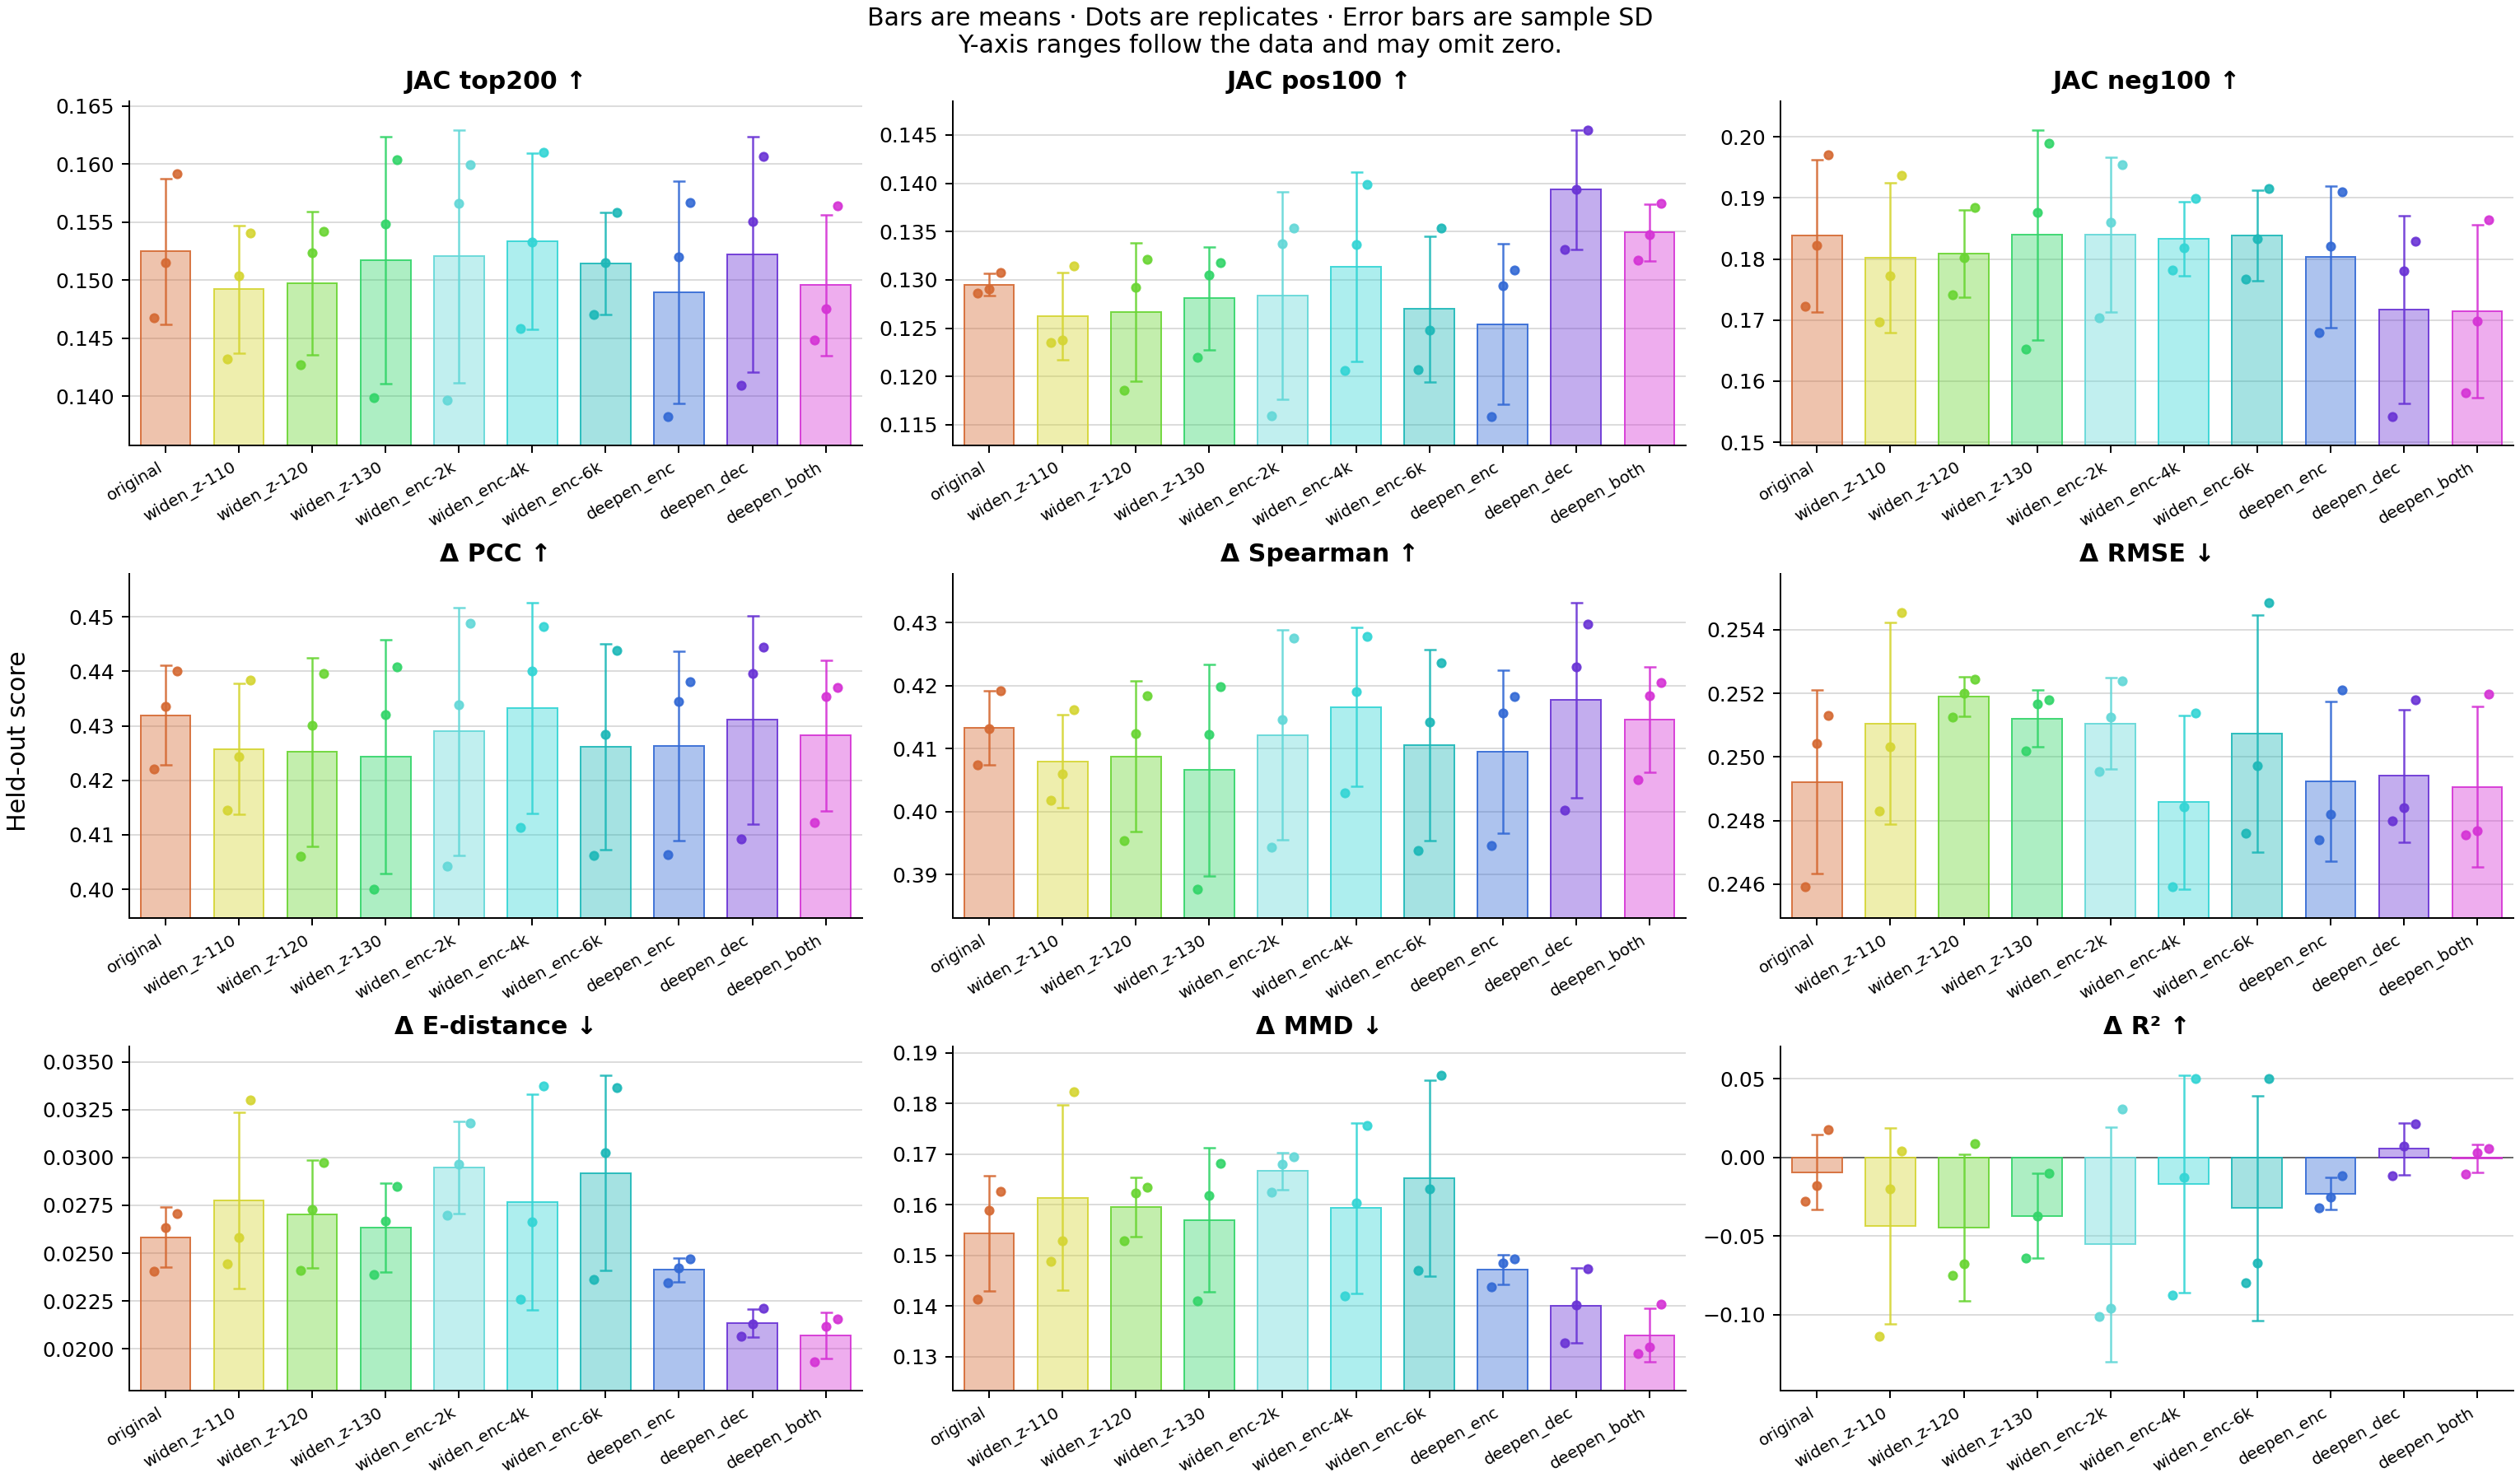 Bars are means · Dots are replicates · Error bars are sample SD
Y-axis ranges follow the data and may omit zero.
JAC top200 ↑
0.165
0.160
0.155
0.150
0.145
0.140
original
widen_z-110
widen_z-120
widen_z-130
widen_enc-2k
widen_enc-4k
widen_enc-6k
deepen_enc
deepen_dec
deepen_both
JAC pos100 ↑
0.145
0.140
0.135
0.130
0.125
0.120
0.115
original
widen_z-110
widen_z-120
widen_z-130
widen_enc-2k
widen_enc-4k
widen_enc-6k
deepen_enc
deepen_dec
deepen_both
JAC neg100 ↑
0.20
0.19
0.18
0.17
0.16
0.15
original
widen_z-110
widen_z-120
widen_z-130
widen_enc-2k
widen_enc-4k
widen_enc-6k
deepen_enc
deepen_dec
deepen_both
Held-out score
Δ PCC ↑
0.45
0.44
0.43
0.42
0.41
0.40
original
widen_z-110
widen_z-120
widen_z-130
widen_enc-2k
widen_enc-4k
widen_enc-6k
deepen_enc
deepen_dec
deepen_both
Δ Spearman ↑
0.43
0.42
0.41
0.40
0.39
original
widen_z-110
widen_z-120
widen_z-130
widen_enc-2k
widen_enc-4k
widen_enc-6k
deepen_enc
deepen_dec
deepen_both
Δ RMSE ↓
0.254
0.252
0.250
0.248
0.246
original
widen_z-110
widen_z-120
widen_z-130
widen_enc-2k
widen_enc-4k
widen_enc-6k
deepen_enc
deepen_dec
deepen_both
Δ E-distance ↓
0.0350
0.0325
0.0300
0.0275
0.0250
0.0225
0.0200
original
widen_z-110
widen_z-120
widen_z-130
widen_enc-2k
widen_enc-4k
widen_enc-6k
deepen_enc
deepen_dec
deepen_both
Δ MMD ↓
0.19
0.18
0.17
0.16
0.15
0.14
0.13
original
widen_z-110
widen_z-120
widen_z-130
widen_enc-2k
widen_enc-4k
widen_enc-6k
deepen_enc
deepen_dec
deepen_both
Δ R² ↑
0.05
0.00
−0.05
−0.10
original
widen_z-110
widen_z-120
widen_z-130
widen_enc-2k
widen_enc-4k
widen_enc-6k
deepen_enc
deepen_dec
deepen_both